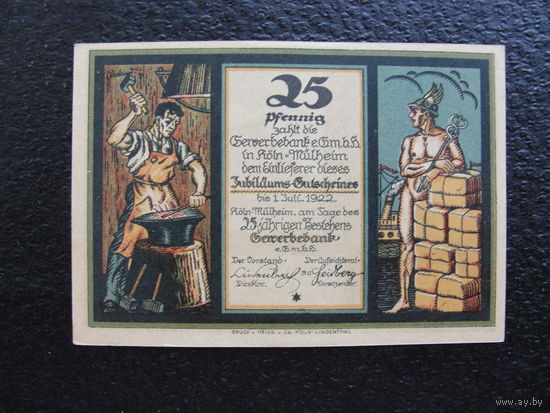 25
Pfennig
zahlt die
Gewerbebank e.G.m.b.H.
in Köln-Mülheim
dem Einlieferer dieses
Jubiläums-Gutscheines
bis 1. Juli 1922.
Köln-Mülheim, am Tage des
25 jährigen Bestehens
Gewerbebank
e.G.m.b.H.
Der Vorstand: Der Aufsichtsrat:
Direktor. Vorsitzender.
DRUCK v. HEISS u. Co. KÖLN-LINDENTHAL
www.ay.by